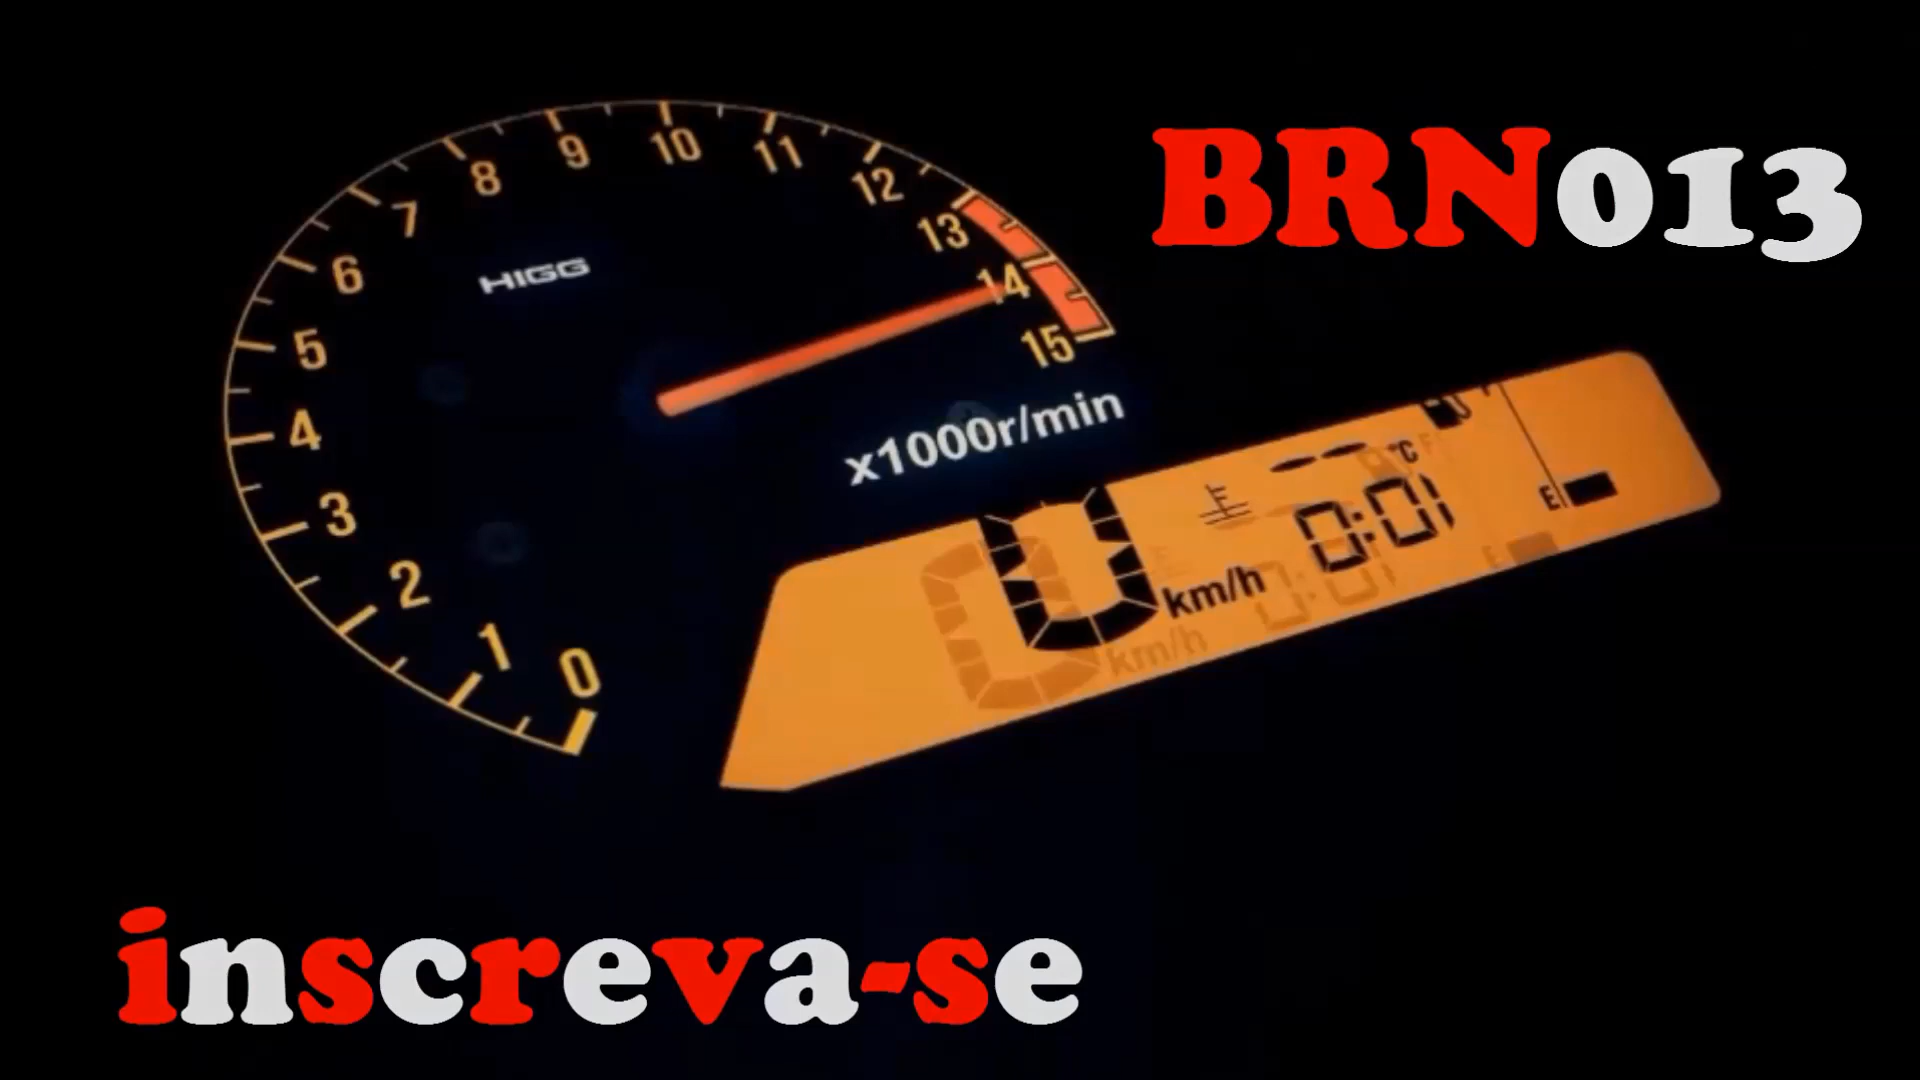 BRN013
9 10 11
8 12
7 13
6 HIGG 14
5 15
4 x1000r/min
3
2
1
0
°C
0:01 E
0 km/h
inscreva-se